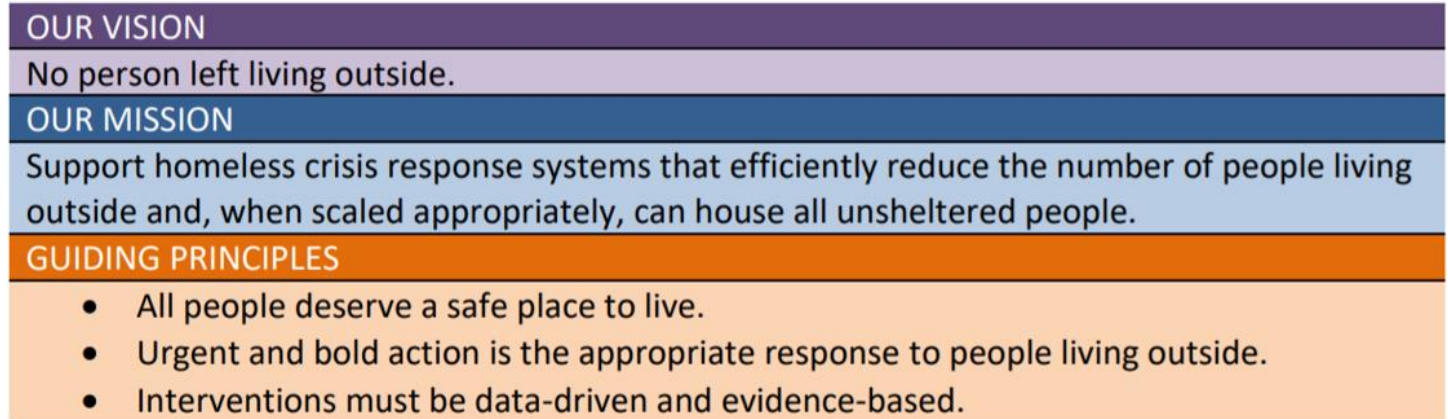 OUR VISION
No person left living outside.
OUR MISSION
Support homeless crisis response systems that efficiently reduce the number of people living
outside and, when scaled appropriately, can house all unsheltered people.
GUIDING PRINCIPLES
• All people deserve a safe place to live.
• Urgent and bold action is the appropriate response to people living outside.
• Interventions must be data-driven and evidence-based.